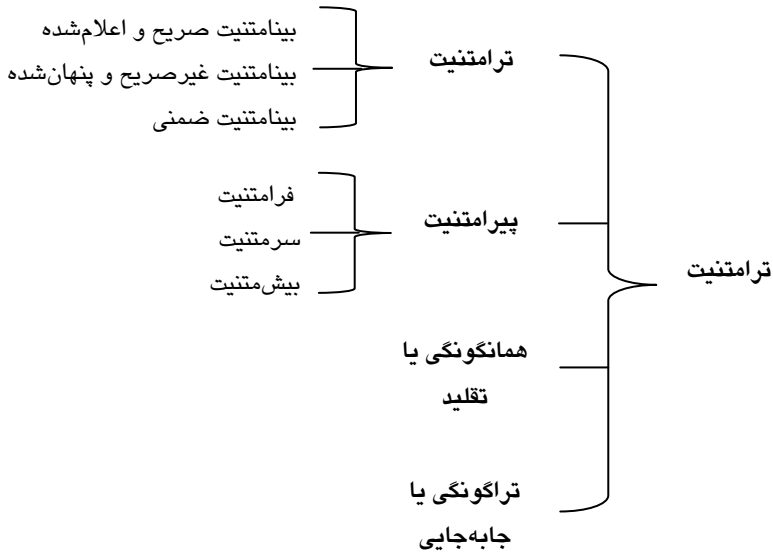 ترامتنیت
ترامتنیت
بینامتنیت صریح و اعلام‌شده
بینامتنیت غیرصریح و پنهان‌شده
بینامتنیت ضمنی
پیرامتنیت
فرامتنیت
سرمتنیت
بیش‌متنیت
همانگونگی یا
تقلید
تراگونگی یا
جابه‌جایی